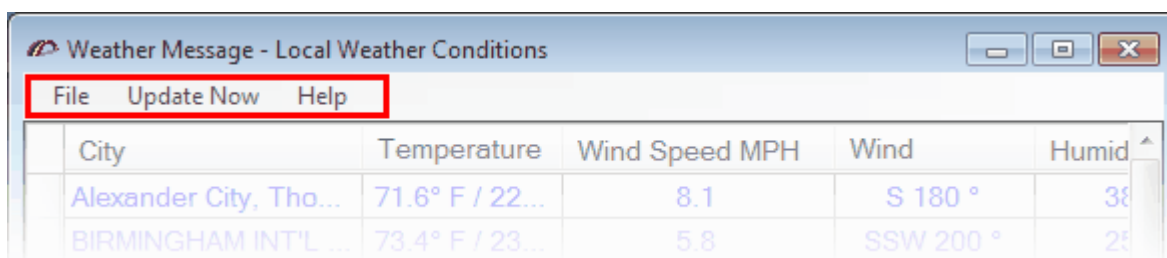 Weather Message - Local Weather Conditions
File Update Now Help
City Temperature Wind Speed MPH Wind Humid
Alexander City, Tho... 71.6° F / 22... 8.1 S 180 ° 38
BIRMINGHAM INT'L ... 73.4° F / 23... 5.8 SSW 200 ° 25